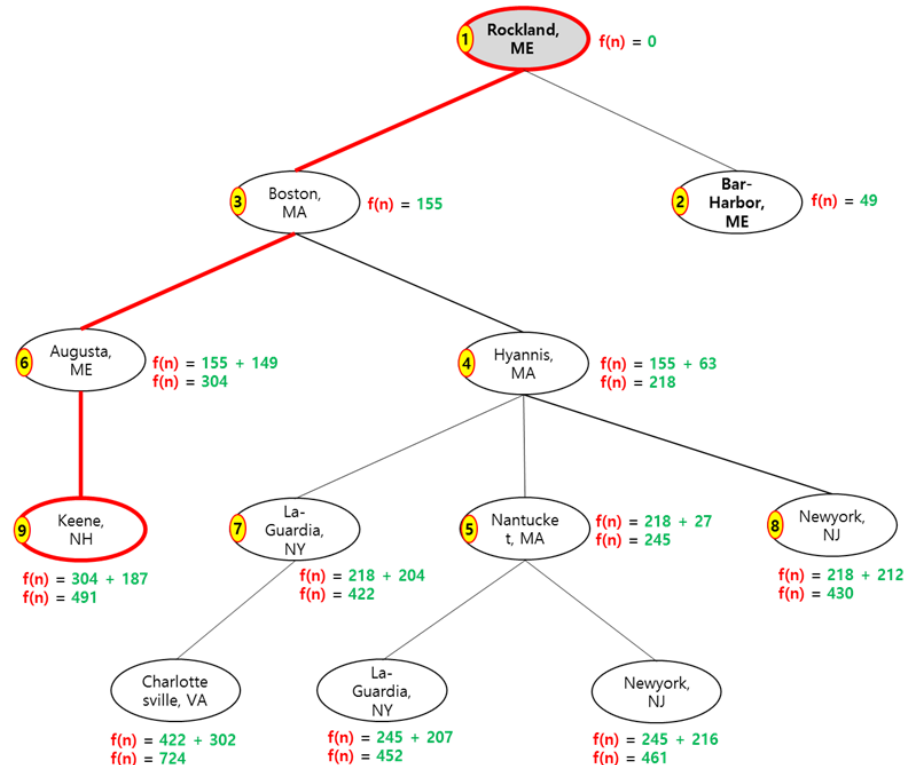 1
Rockland,
ME
f(n) = 0
3
Boston,
MA
f(n) = 155
2
Bar-
Harbor,
ME
f(n) = 49
6
Augusta,
ME
f(n) = 155 + 149
f(n) = 304
4
Hyannis,
MA
f(n) = 155 + 63
f(n) = 218
9
Keene,
NH
f(n) = 304 + 187
f(n) = 491
7
La-
Guardia,
NY
f(n) = 218 + 204
f(n) = 422
5
Nantucke
t, MA
f(n) = 218 + 27
f(n) = 245
8
Newyork,
NJ
f(n) = 218 + 212
f(n) = 430
Charlotte
sville, VA
f(n) = 422 + 302
f(n) = 724
La-
Guardia,
NY
f(n) = 245 + 207
f(n) = 452
Newyork,
NJ
f(n) = 245 + 216
f(n) = 461